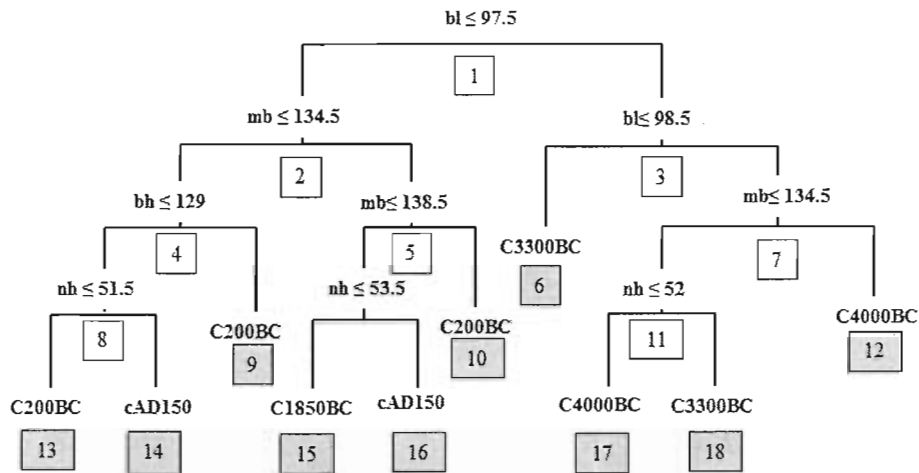 bl ≤ 97.5
1
mb ≤ 134.5
bl≤ 98.5
2
3
bh ≤ 129
mb≤ 138.5
mb≤ 134.5
4
5
C3300BC
7
6
nh ≤ 51.5
nh ≤ 53.5
nh ≤ 52
8
C200BC
9
C200BC
10
11
C4000BC
12
C200BC
cAD150
C1850BC
cAD150
C4000BC
C3300BC
13
14
15
16
17
18